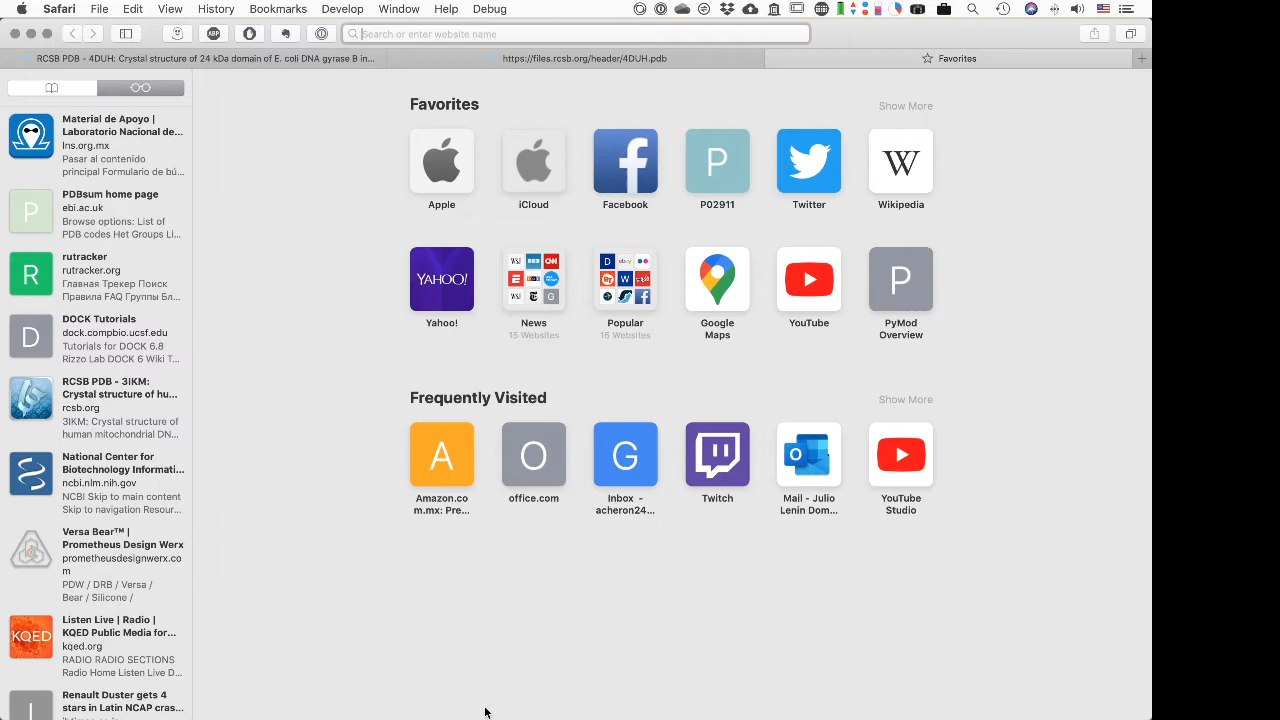 Safari File Edit View History Bookmarks Develop Window Help Debug
ABP
Search or enter website name
RCSB PDB - 4DUH: Crystal structure of 24 kDa domain of E. coli DNA gyrase B in...
https://files.rcsb.org/header/4DUH.pdb
Favorites
Material de Apoyo |
Laboratorio Nacional de...
lns.org.mx
Pasar al contenido
principal Formulario de bú...
P
PDBsum home page
ebi.ac.uk
Browse options: List of
PDB codes Het Groups Li...
R
rutracker
rutracker.org
Главная Трекер Поиск
Правила FAQ Группы Бл...
D
DOCK Tutorials
dock.compbio.ucsf.edu
Tutorials for DOCK 6.8
Rizzo Lab DOCK 6 Wiki T...
RCSB PDB - 3IKM:
Crystal structure of hu...
rcsb.org
3IKM: Crystal structure of
human mitochondrial DN...
National Center for
Biotechnology Informati...
ncbi.nlm.nih.gov
NCBI Skip to main content
Skip to navigation Resour...
Versa Bear™ |
Prometheus Design Werx
prometheusdesignwerx.co
m
PDW / DRB / Versa /
Bear / Silicone /
KQED
Listen Live | Radio |
KQED Public Media for...
kqed.org
RADIO RADIO SECTIONS
Radio Home Listen Live D...
Renault Duster gets 4
stars in Latin NCAP cras...
Favorites
Show More
P
W
Apple
iCloud
Facebook
P02911
Twitter
Wikipedia
YAHOO!
P
Yahoo!
News
15 Websites
Popular
15 Websites
Google
Maps
YouTube
PyMod
Overview
Frequently Visited
Show More
A
O
G
Amazon.co
m.mx: Pre...
office.com
Inbox -
acheron24...
Twitch
Mail - Julio
Lenin Dom...
YouTube
Studio